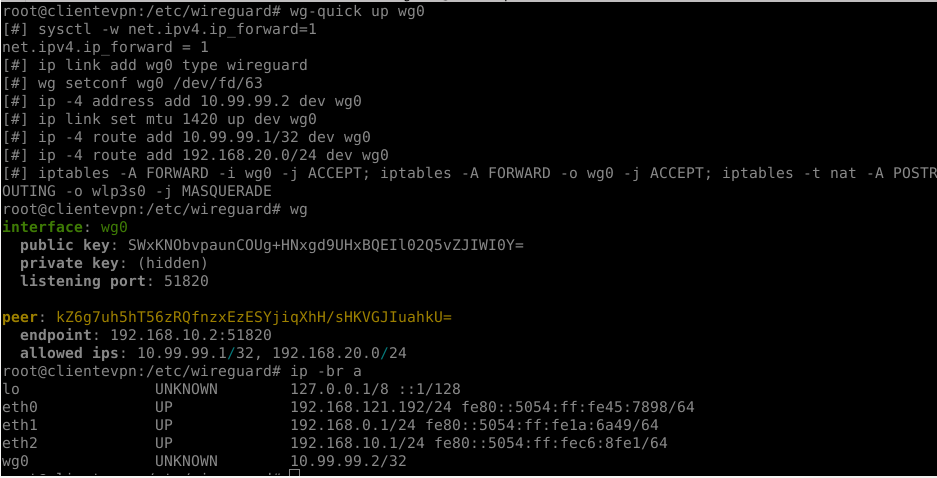 root@clientevpn:/etc/wireguard# wg-quick up wg0
[#] sysctl -w net.ipv4.ip_forward=1
net.ipv4.ip_forward = 1
[#] ip link add wg0 type wireguard
[#] wg setconf wg0 /dev/fd/63
[#] ip -4 address add 10.99.99.2 dev wg0
[#] ip link set mtu 1420 up dev wg0
[#] ip -4 route add 10.99.99.1/32 dev wg0
[#] ip -4 route add 192.168.20.0/24 dev wg0
[#] iptables -A FORWARD -i wg0 -j ACCEPT; iptables -A FORWARD -o wg0 -j ACCEPT; iptables -t nat -A POSTR
OUTING -o wlp3s0 -j MASQUERADE
root@clientevpn:/etc/wireguard# wg
interface: wg0
  public key: SWxKNObvpaunCOUg+HNxgd9UHxBQEIl02Q5vZJIWI0Y=
  private key: (hidden)
  listening port: 51820

peer: kZ6g7uh5hT56zRQfnzxEzESYjiqXhH/sHKVGJIuahkU=
  endpoint: 192.168.10.2:51820
  allowed ips: 10.99.99.1/32, 192.168.20.0/24
root@clientevpn:/etc/wireguard# ip -br a
lo               UNKNOWN        127.0.0.1/8 ::1/128
eth0             UP             192.168.121.192/24 fe80::5054:ff:fe45:7898/64
eth1             UP             192.168.0.1/24 fe80::5054:ff:fe1a:6a49/64
eth2             UP             192.168.10.1/24 fe80::5054:ff:fec6:8fe1/64
wg0              UNKNOWN        10.99.99.2/32